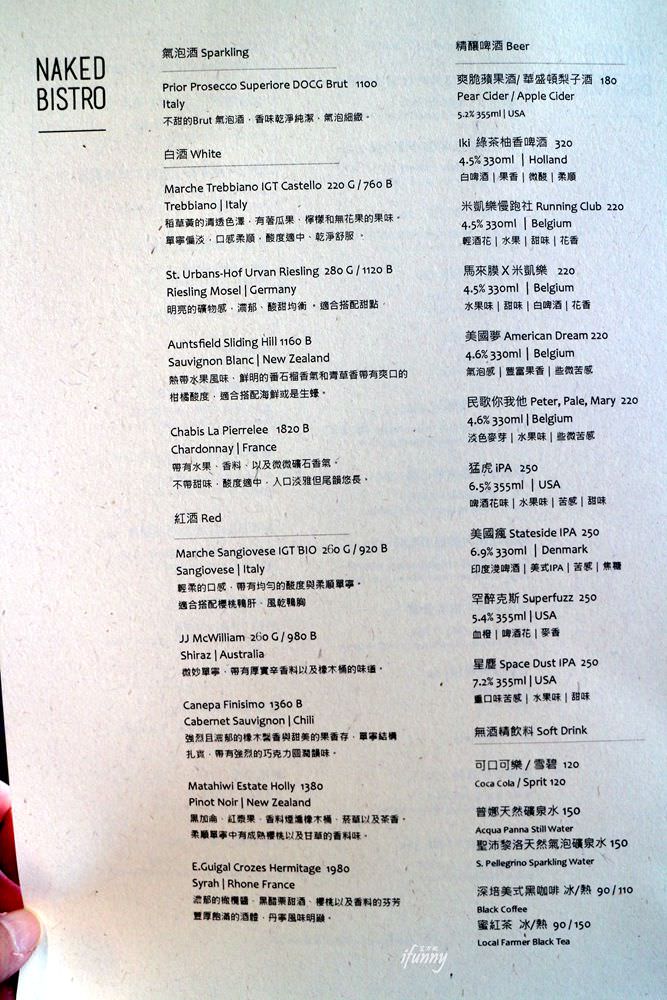 NAKED
BISTRO
氣泡酒 Sparkling
Prior Prosecco Superiore DOCG Brut 1100
Italy
不甜的Brut 氣泡酒，香味乾淨純潔，氣泡細緻。
白酒 White
Marche Trebbiano IGT Castello 220 G / 760 B
Trebbiano | Italy
稻草黃的清透色澤，有著瓜果、檸檬和無花果的果味。
單寧偏淡，口感柔順，酸度適中、乾淨舒服。
St. Urbans-Hof Urvan Riesling 280 G / 1120 B
Riesling Mosel | Germany
明亮的礦物感，濃郁、酸甜均衡，適合搭配甜點
Auntsfield Sliding Hill 1160 B
Sauvignon Blanc | New Zealand
熱帶水果風味，鮮明的番石榴香氣和青草香帶有爽口的
柑橘酸度，適合搭配海鮮或是生蠔。
Chabis La Pierrelee 1820 B
Chardonnay | France
帶有水果、香料，以及微微礦石香氣。
不帶甜味，酸度適中，入口淡雅但尾韻悠長。
紅酒 Red
Marche Sangiovese IGT BIO 260 G / 920 B
Sangiovese | Italy
輕柔的口感，帶有均勻的酸度與柔順單寧。
適合搭配櫻桃鴨肝、風乾鴨胸
JJ McWilliam 260 G / 980 B
Shiraz | Australia
微妙單寧，帶有厚實辛香料以及橡木桶的味道。
Canepa Finisimo 1360 B
Cabernet Sauvignon | Chili
強烈且濃郁的橡木馨香與甜美的果香存，單寧結構
扎實，帶有強烈的巧克力圓潤韻味。
Matahiwi Estate Holly 1380
Pinot Noir | New Zealand
黑加侖、紅漿果、香料煙燻橡木桶、菸草以及茶香。
柔順單寧中有成熟櫻桃以及甘草的香料味。
E.Guigal Crozes Hermitage 1980
Syrah | Rhone France
濃郁的橄欖醬、黑醋栗甜酒、櫻桃以及香料的芬芳
豐厚飽滿的酒體，丹寧風味明顯。
精釀啤酒 Beer
爽脆蘋果酒/ 華盛頓梨子酒 180
Pear Cider / Apple Cider
5.2% 355ml | USA
Iki 綠茶柚香啤酒 320
4.5% 330ml | Holland
白啤酒 | 果香 | 微酸 | 柔順
米凱樂慢跑社 Running Club 220
4.5% 330ml | Belgium
輕酒花 | 水果 | 甜味 | 花香
馬來膜 X 米凱樂 220
4.5% 330ml | Belgium
水果味 | 甜味 | 白啤酒 | 花香
美國夢 American Dream 220
4.6% 330ml | Belgium
氣泡感 | 豐富果香 | 些微苦感
民歌你我他 Peter, Pale, Mary 220
4.6% 330ml | Belgium
淡色麥芽 | 水果味 | 些微苦感
猛虎 iPA 250
6.5% 355ml | USA
啤酒花味 | 水果味 | 苦感 | 甜味
美國瘋 Stateside IPA 250
6.9% 330ml | Denmark
印度淺啤酒 | 美式IPA | 苦感 | 焦糖
罕醉克斯 Superfuzz 250
5.4% 355ml | USA
血橙 | 啤酒花 | 麥香
星塵 Space Dust IPA 250
7.2% 355ml | USA
重口味苦感 | 水果味 | 甜味
無酒精飲料 Soft Drink
可口可樂 / 雪碧 120
Coca Cola / Sprit 120
普娜天然礦泉水 150
Acqua Panna Still Water
聖沛黎洛天然氣泡礦泉水 150
S. Pellegrino Sparkling Water
深培美式黑咖啡 冰/熱 90 / 110
Black Coffee
蜜紅茶 冰/熱 90 / 150
Local Farmer Black Tea
ifunny